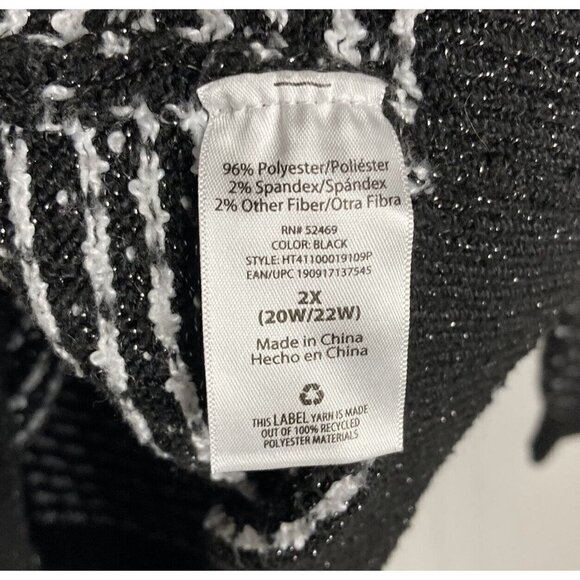 96% Polyester/Poliéster
2% Spandex/Spándex
2% Other Fiber/Otra Fibra
RN# 52469
COLOR: BLACK
STYLE: HT41100019109P
EAN/UPC 190917137545
2X
(20W/22W)
Made in China
Hecho en China
THIS LABEL YARN IS MADE
OUT OF 100% RECYCLED
POLYESTER MATERIALS